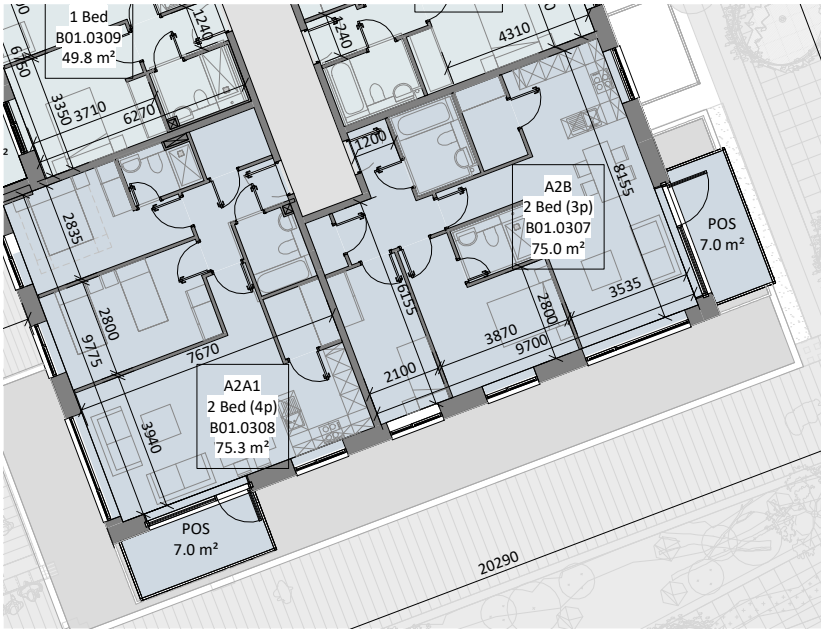 1 Bed
B01.0309
49.8 m²
1240
6750
3350
3710
6270
1240
4310
1200
A2B
2 Bed (3p)
B01.0307
75.0 m²
8155
POS
7.0 m²
2835
2800
9775
7670
6155
2100
3870
2800
9700
3535
A2A1
2 Bed (4p)
B01.0308
75.3 m²
3940
POS
7.0 m²
20290